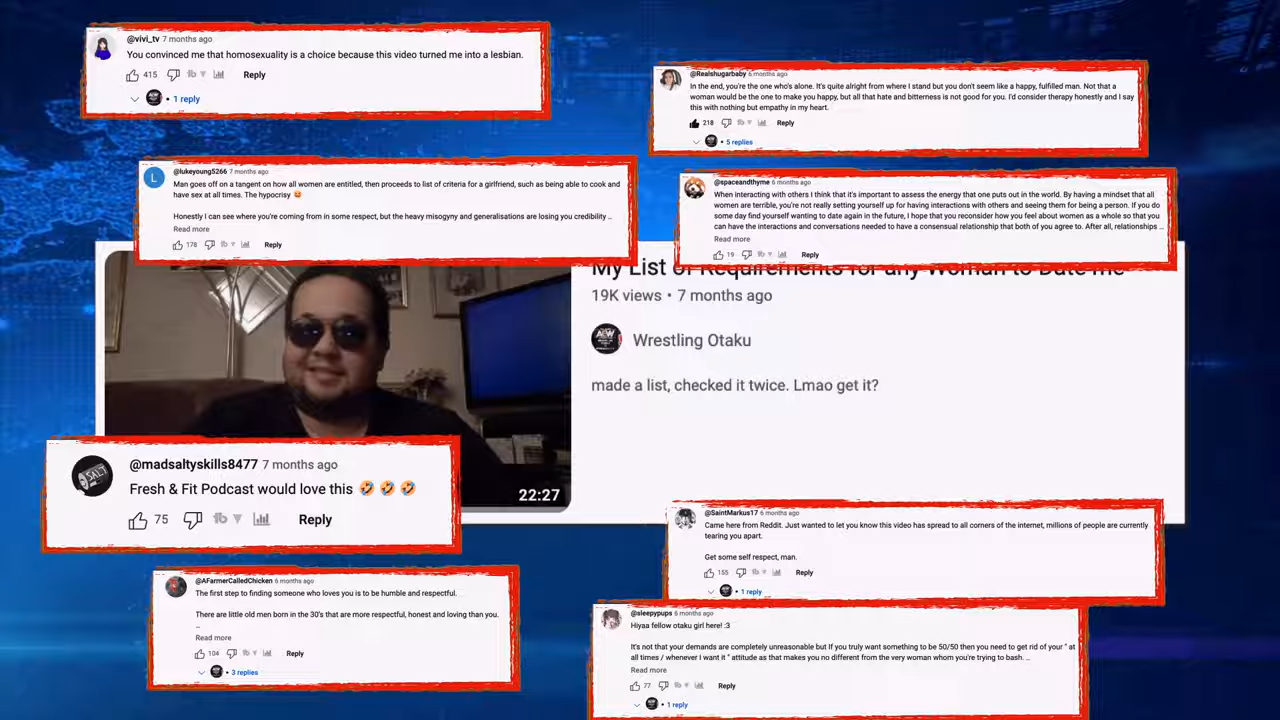 @vivi_tv 7 months ago
You convinced me that homosexuality is a choice because this video turned me into a lesbian.
415 Reply
1 reply
@Realshugarbaby 6 months ago
In the end, you're the one who's alone. It's quite alright from where I stand but you don't seem like a happy, fulfilled man. Not that a
woman would be the one to make you happy, but all that hate and bitterness is not good for you. I'd consider therapy honestly and I say
this with nothing but empathy in my heart.
218 Reply
5 replies
@lukeyoung5266 7 months ago
Man goes off on a tangent on how all women are entitled, then proceeds to list of criteria for a girlfriend, such as being able to cook and
have sex at all times. The hypocrisy 🤬
Honestly I can see where you're coming from in some respect, but the heavy misogyny and generalisations are losing you credibility ...
Read more
178 Reply
@spaceandthyme 6 months ago
When interacting with others I think that it's important to assess the energy that one puts out in the world. By having a mindset that all
women are terrible, you're not really setting yourself up for having interactions with others and seeing them for being a person. If you do
some day find yourself wanting to date again in the future, I hope that you reconsider how you feel about women as a whole so that you
can have the interactions and conversations needed to have a consensual relationship that both of you agree to. After all, relationships ...
Read more
19 Reply
My List of Requirements for any Woman to Date me
19K views • 7 months ago
AEW
Wrestling Otaku
made a list, checked it twice. Lmao get it?
22:27
SALT
@madsaltyskills8477 7 months ago
Fresh & Fit Podcast would love this 🤣 🤣 🤣
75 Reply
@SaintMarkus17 6 months ago
Came here from Reddit. Just wanted to let you know this video has spread to all corners of the internet, millions of people are currently
tearing you apart.
Get some self respect, man.
155 Reply
1 reply
@AFarmerCalledChicken 6 months ago
The first step to finding someone who loves you is to be humble and respectful.
There are little old men born in the 30's that are more respectful, honest and loving than you.
...
Read more
104 Reply
3 replies
@sleepypups 6 months ago
Hiyaa fellow otaku girl here! :3
It's not that your demands are completely unreasonable but If you truly want something to be 50/50 then you need to get rid of your " at
all times / whenever I want it " attitude as that makes you no different from the very woman whom you're trying to bash. ...
Read more
77 Reply
1 reply